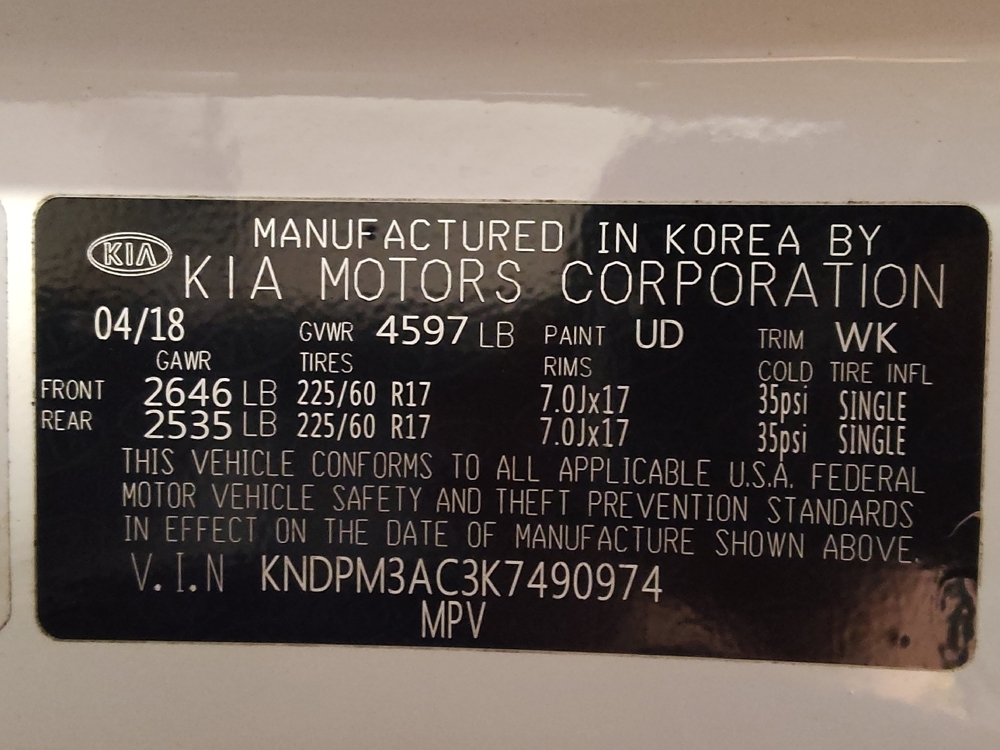 MANUFACTURED IN KOREA BY
KIA KIA MOTORS CORPORATION
04/18 GVWR 4597 LB PAINT UD TRIM WK
GAWR TIRES RIMS COLD TIRE INFL
FRONT 2646 LB 225/60 R17 7.0Jx17 35psi SINGLE
REAR 2535 LB 225/60 R17 7.0Jx17 35psi SINGLE
THIS VEHICLE CONFORMS TO ALL APPLICABLE U.S.A. FEDERAL
MOTOR VEHICLE SAFETY AND THEFT PREVENTION STANDARDS
IN EFFECT ON THE DATE OF MANUFACTURE SHOWN ABOVE.
V.I.N KNDPM3AC3K7490974
MPV